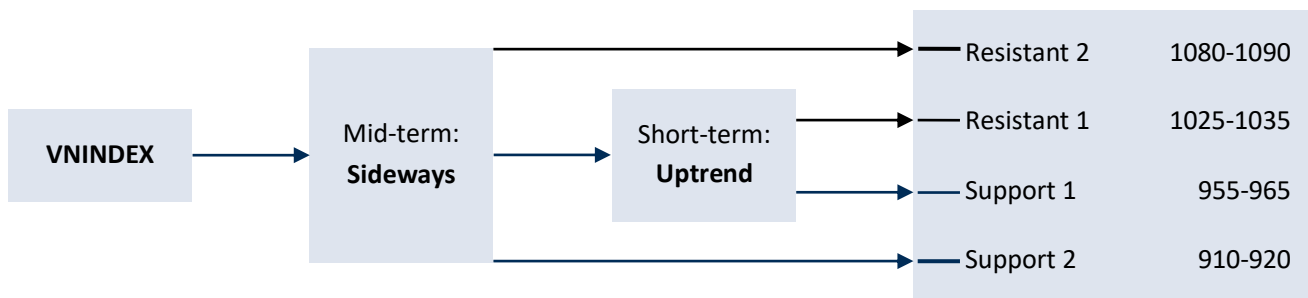 VNINDEX
Mid-term:
Sideways
Short-term:
Uptrend
Resistant 2 1080-1090
Resistant 1 1025-1035
Support 1 955-965
Support 2 910-920